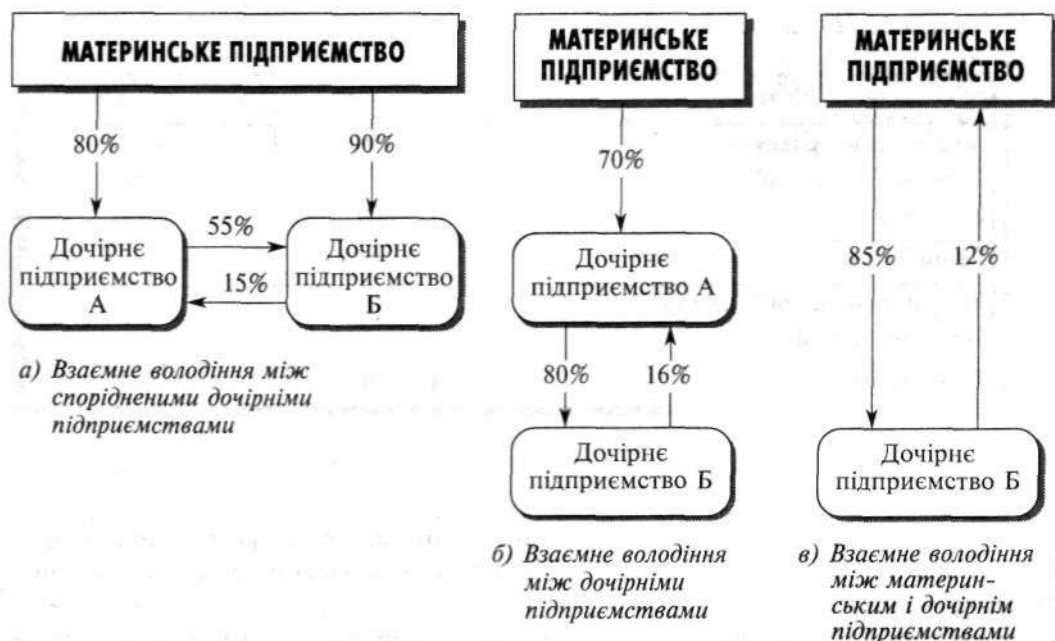 МАТЕРИНСЬКЕ ПІДПРИЄМСТВО
80%
90%
Дочірнє
підприємство
А
55%
15%
Дочірнє
підприємство
Б
а) Взаємне володіння між
спорідненими дочірніми
підприємствами
МАТЕРИНСЬКЕ
ПІДПРИЄМСТВО
70%
Дочірнє
підприємство А
80%
16%
Дочірнє
підприємство Б
б) Взаємне володіння
між дочірніми
підприємствами
МАТЕРИНСЬКЕ
ПІДПРИЄМСТВО
85%
12%
Дочірнє
підприємство Б
в) Взаємне володіння
між материн-
ським і дочірнім
підприємствами